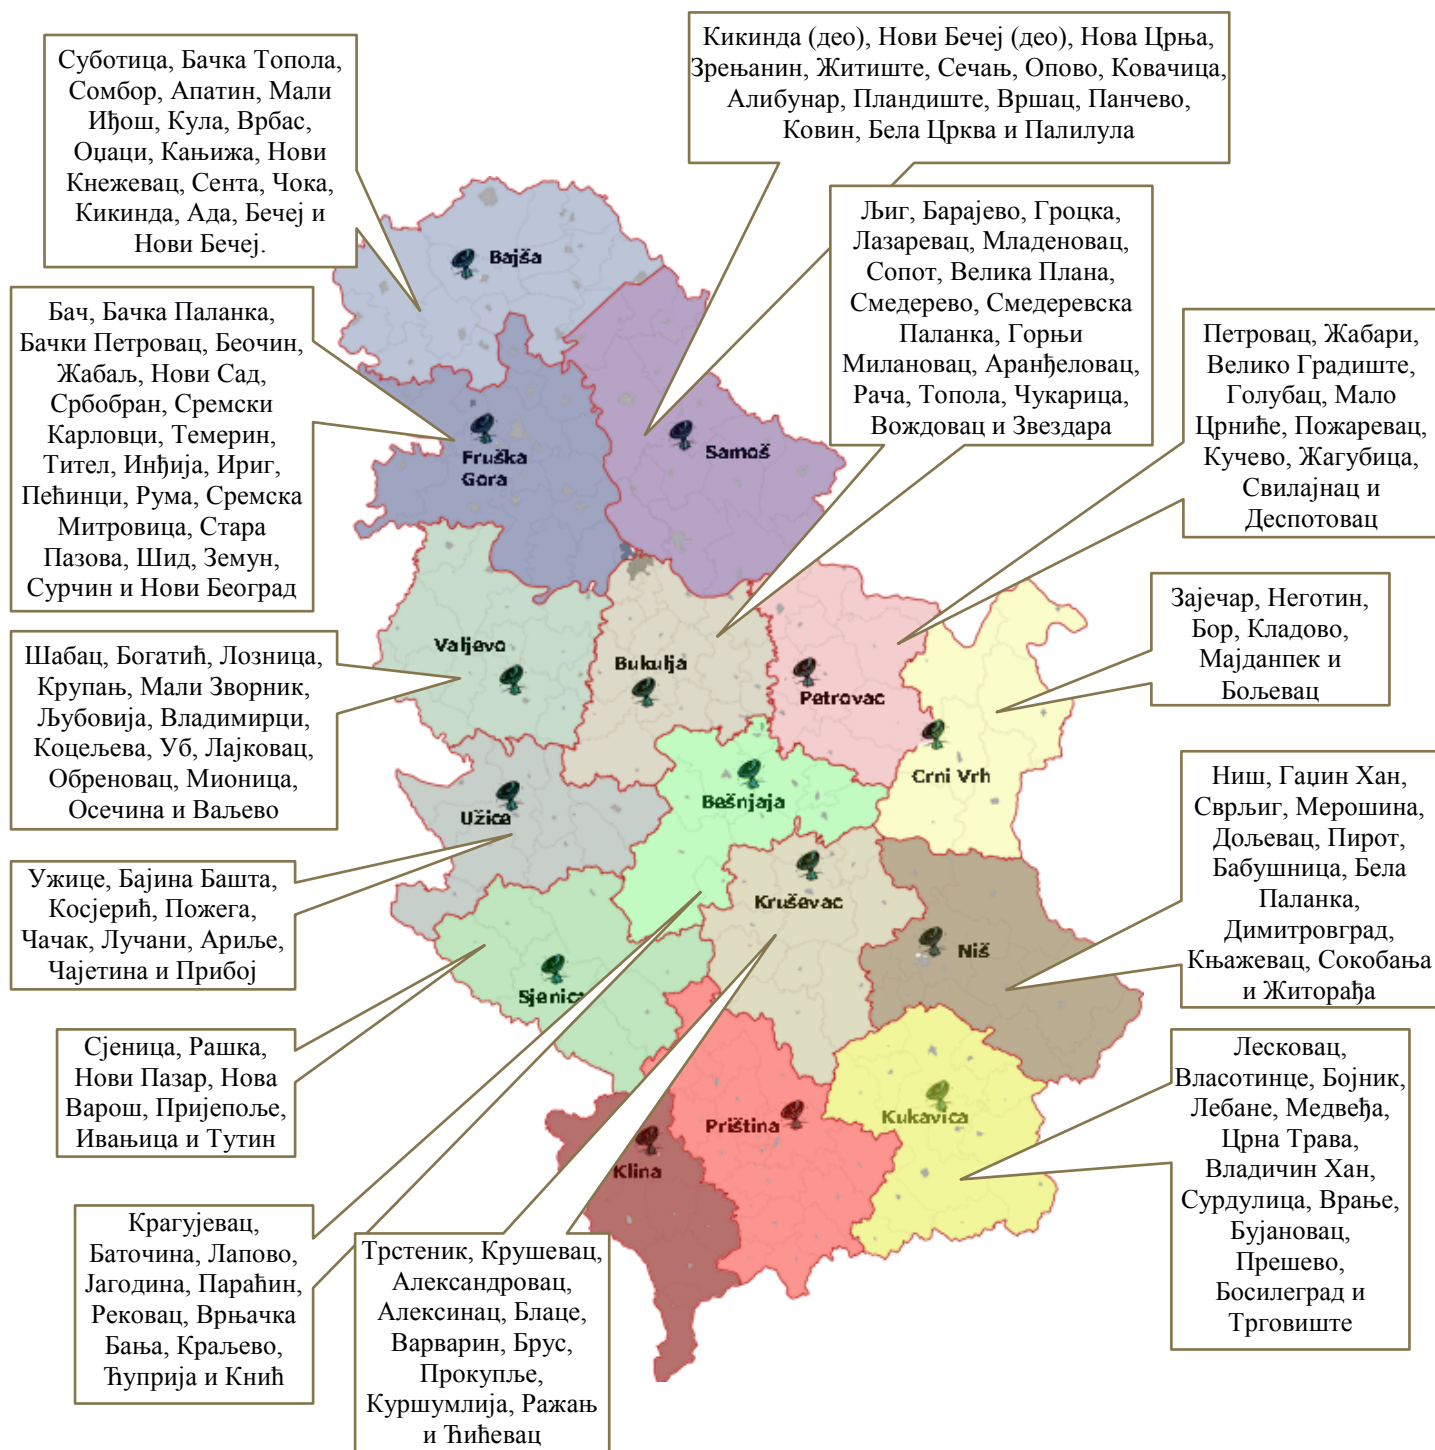 Суботица, Бачка Топола,
Сомбор, Апатин, Мали
Иђош, Кула, Врбас,
Оџаци, Кањижа, Нови
Кнежевац, Сента, Чока,
Кикинда, Ада, Бечеј и
Нови Бечеј.
Кикинда (део), Нови Бечеј (део), Нова Црња,
Зрењанин, Житиште, Сечањ, Опово, Ковачица,
Алибунар, Пландиште, Вршац, Панчево,
Ковин, Бела Црква и Палилула
Љиг, Барајево, Гроцка,
Лазаревац, Младеновац,
Сопот, Велика Плана,
Смедерево, Смедеревска
Паланка, Горњи
Милановац, Аранђеловац,
Рача, Топола, Чукарица,
Вождовац и Звездара
Бач, Бачка Паланка,
Бачки Петровац, Беочин,
Жабаљ, Нови Сад,
Србобран, Сремски
Карловци, Темерин,
Тител, Инђија, Ириг,
Пећинци, Рума, Сремска
Митровица, Стара
Пазова, Шид, Земун,
Сурчин и Нови Београд
Петровац, Жабари,
Велико Градиште,
Голубац, Мало
Црниће, Пожаревац,
Кучево, Жагубица,
Свилајнац и
Деспотовац
Зајечар, Неготин,
Бор, Кладово,
Мајданпек и
Бољевац
Шабац, Богатић, Лозница,
Крупањ, Мали Зворник,
Љубовија, Владимирци,
Коцељева, Уб, Лајковац,
Обреновац, Мионица,
Осечина и Ваљево
Ниш, Гаџин Хан,
Сврљиг, Мерошина,
Дољевац, Пирот,
Бабушница, Бела
Паланка,
Димитровград,
Књажевац, Сокобања
и Житорађа
Ужице, Бајина Башта,
Косјерић, Пожега,
Чачак, Лучани, Ариље,
Чајетина и Прибој
Сјеница, Рашка,
Нови Пазар, Нова
Варош, Пријепоље,
Ивањица и Тутин
Лесковац,
Власотинце, Бојник,
Лебане, Медвеђа,
Црна Трава,
Владичин Хан,
Сурдулица, Врање,
Бујановац,
Прешево,
Босилеград и
Трговиште
Крагујевац,
Баточина, Лапово,
Јагодина, Параћин,
Рековац, Врњачка
Бања, Краљево,
Ћуприја и Кнић
Трстеник, Крушевац,
Александровац,
Алексинац, Блаце,
Варварин, Брус,
Прокупље,
Куршумлија, Ражањ
и Ћићевац
Bajša
Fruška
Gora
Samoš
Valjevo
Bukulja
Petrovac
Crni Vrh
Užice
Bešnjaja
Kruševac
Niš
Sjenica
Klina
Priština
Kukavica